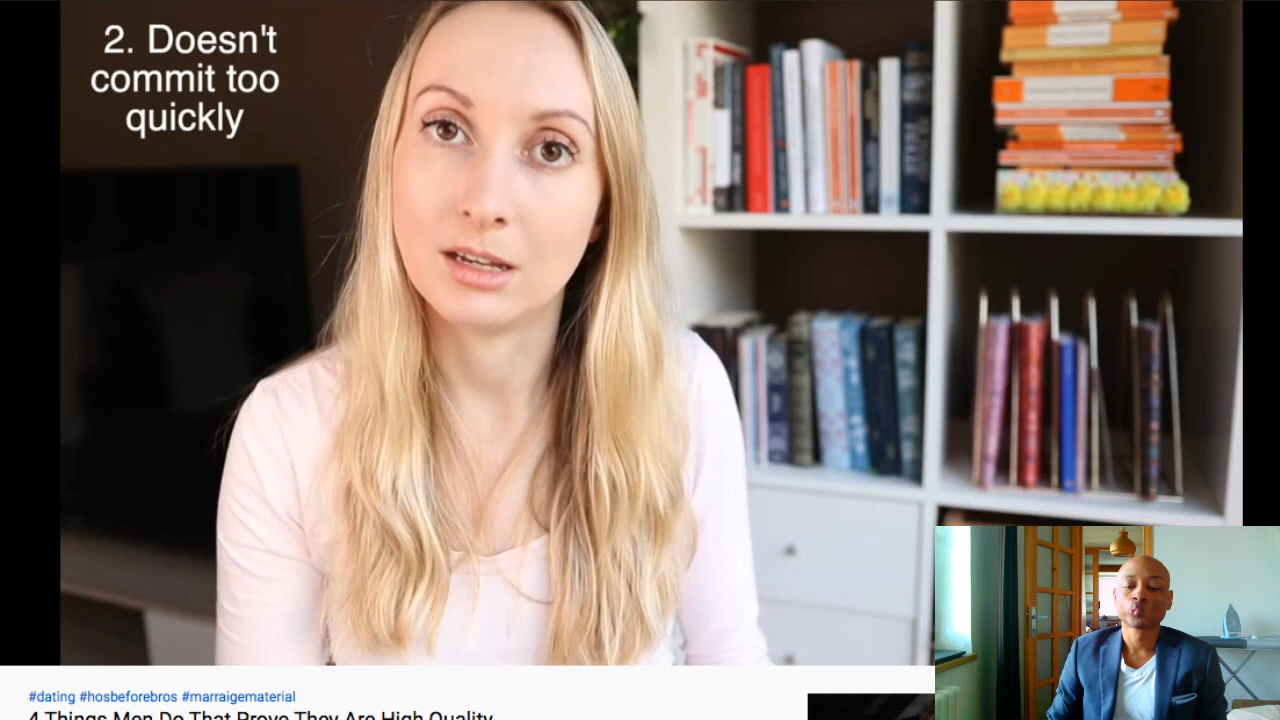 2. Doesn't
commit too
quickly
#dating #hosbeforebros #marraigematerial
4 Things Men Do That Prove They Are High Quality